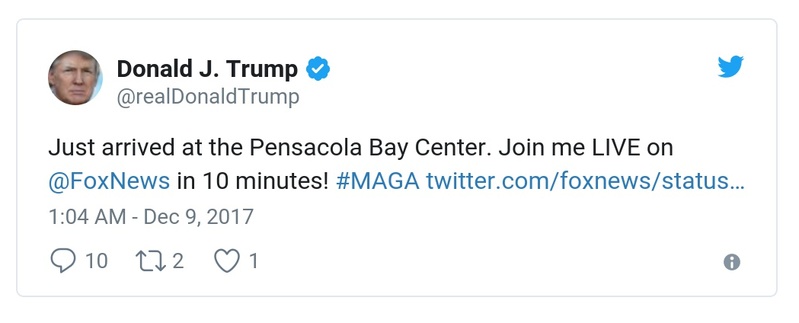 Donald J. Trump
@realDonaldTrump
Just arrived at the Pensacola Bay Center. Join me LIVE on
@FoxNews in 10 minutes! #MAGA twitter.com/foxnews/status…
1:04 AM - Dec 9, 2017
10 2 1